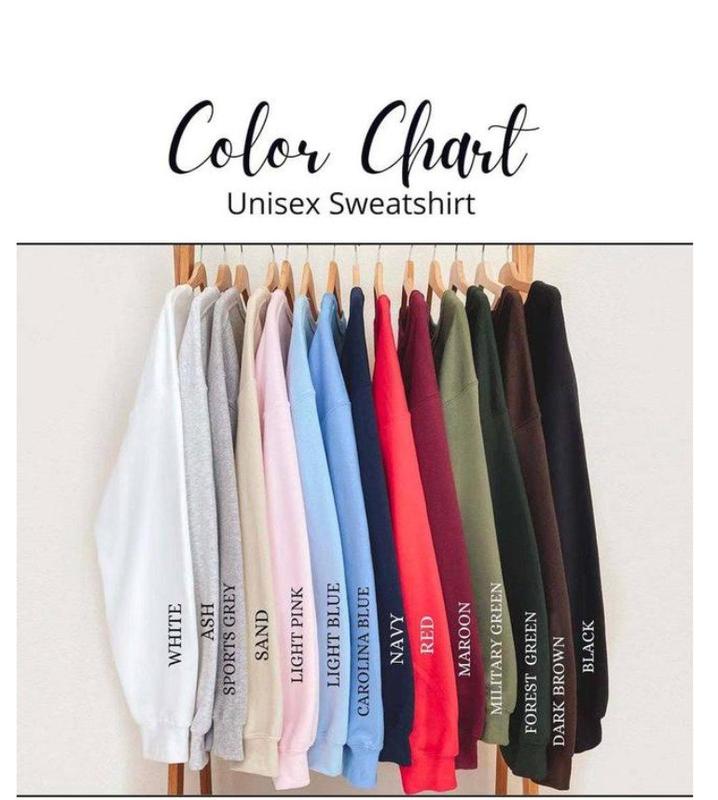 Color Chart
Unisex Sweatshirt
WHITE
ASH
SPORTS GREY
SAND
LIGHT PINK
LIGHT BLUE
CAROLINA BLUE
NAVY
RED
MAROON
MILITARY GREEN
FOREST GREEN
DARK BROWN
BLACK